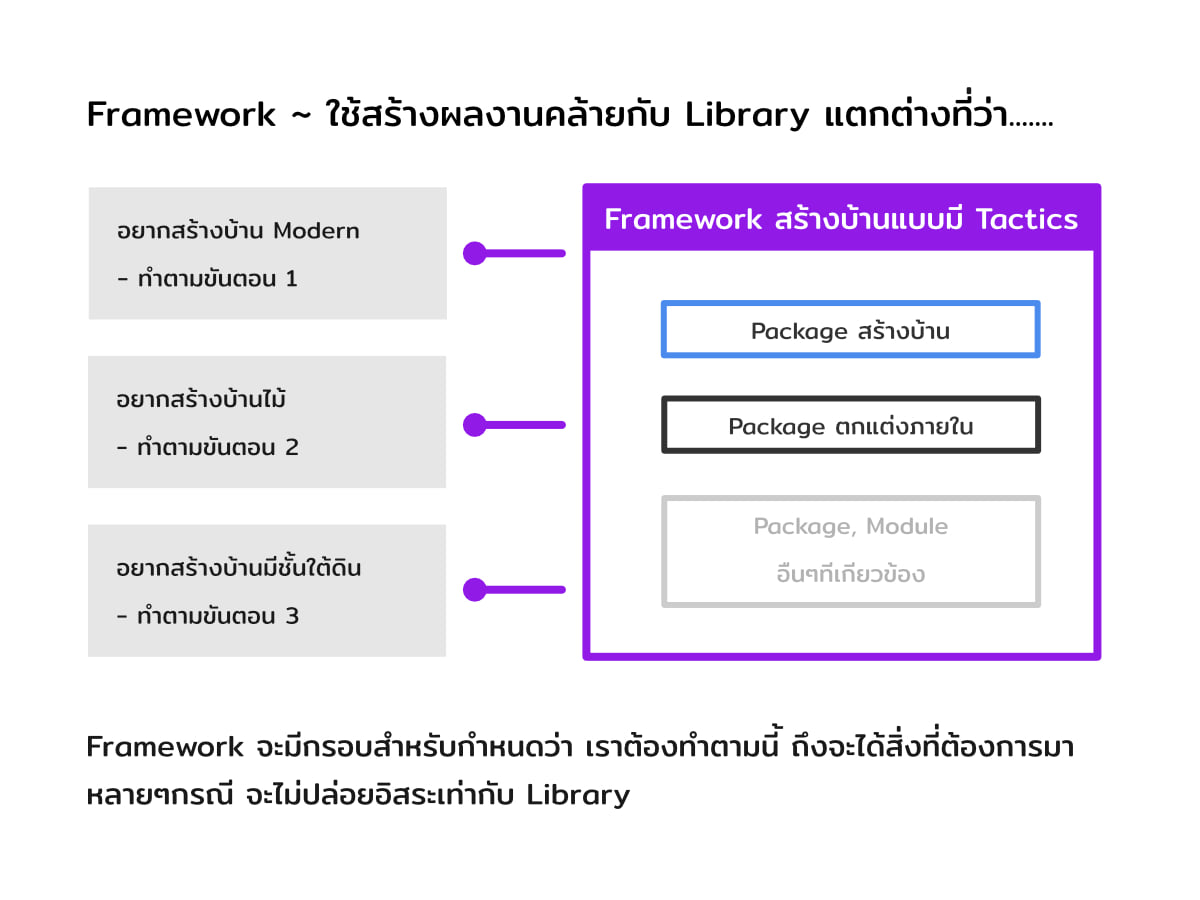 Framework ~ ใช้สร้างผลงานคล้ายกับ Library แตกต่างที่ว่า.......
อยากสร้างบ้าน Modern
- ทำตามขันตอน 1
อยากสร้างบ้านไม้
- ทำตามขันตอน 2
อยากสร้างบ้านมีชั้นใต้ดิน
- ทำตามขันตอน 3
Framework สร้างบ้านแบบมี Tactics
Package สร้างบ้าน
Package ตกแต่งภายใน
Package, Module
อืนๆทีเกียวข้อง
Framework จะมีกรอบสำหรับกำหนดว่า เราต้องทำตามนี้ ถึงจะได้สิ่งที่ต้องการมา
หลายๆกรณี จะไม่ปล่อยอิสระเท่ากับ Library